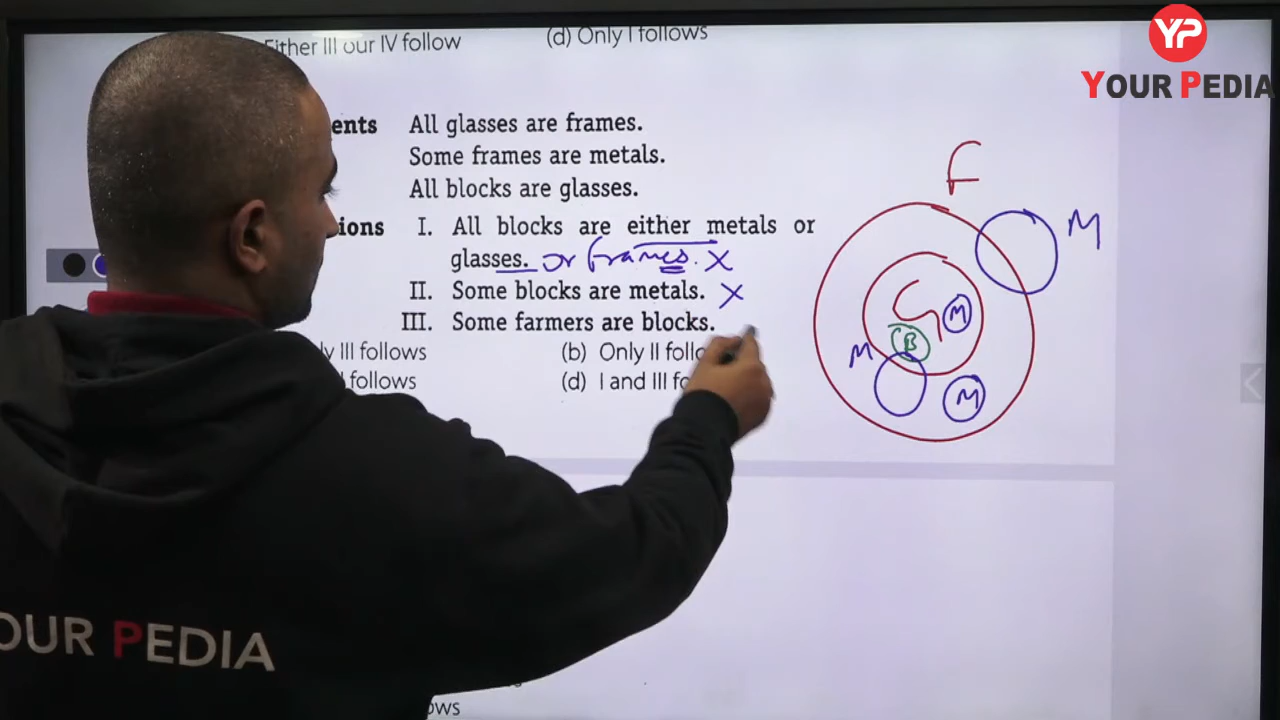 YP
YOUR PEDIA
Either III our IV follow (d) Only I follows
ents All glasses are frames.
Some frames are metals.
All blocks are glasses.
ions I. All blocks are either metals or
glasses. or frames. X
II. Some blocks are metals. X
III. Some farmers are blocks.
ly III follows (b) Only II follo
follows (d) I and III fo
F
M
G
M
B
M
M
OUR PEDIA
ows